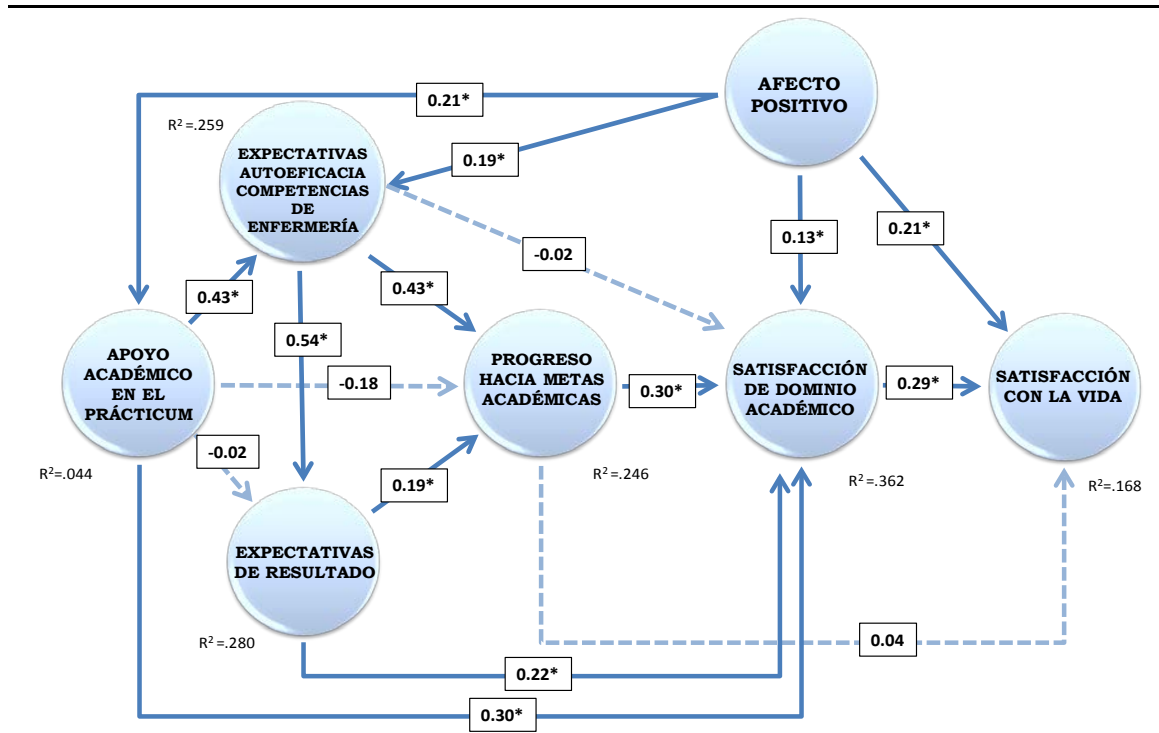 AFECTO
POSITIVO
0.21*
R² =.259
0.19*
EXPECTATIVAS
AUTOEFICACIA
COMPETENCIAS
DE
ENFERMERÍA
0.13*
0.21*
-0.02
0.43*
0.43*
0.54*
APOYO
ACADÉMICO
EN EL
PRÁCTICUM
-0.18
PROGRESO
HACIA METAS
ACADÉMICAS
0.30*
SATISFACCIÓN
DE DOMINIO
ACADÉMICO
0.29*
SATISFACCIÓN
CON LA VIDA
-0.02
R²=.044
0.19*
R²=.246
R²=.362
R²=.168
EXPECTATIVAS
DE RESULTADO
R² =.280
0.04
0.22*
0.30*